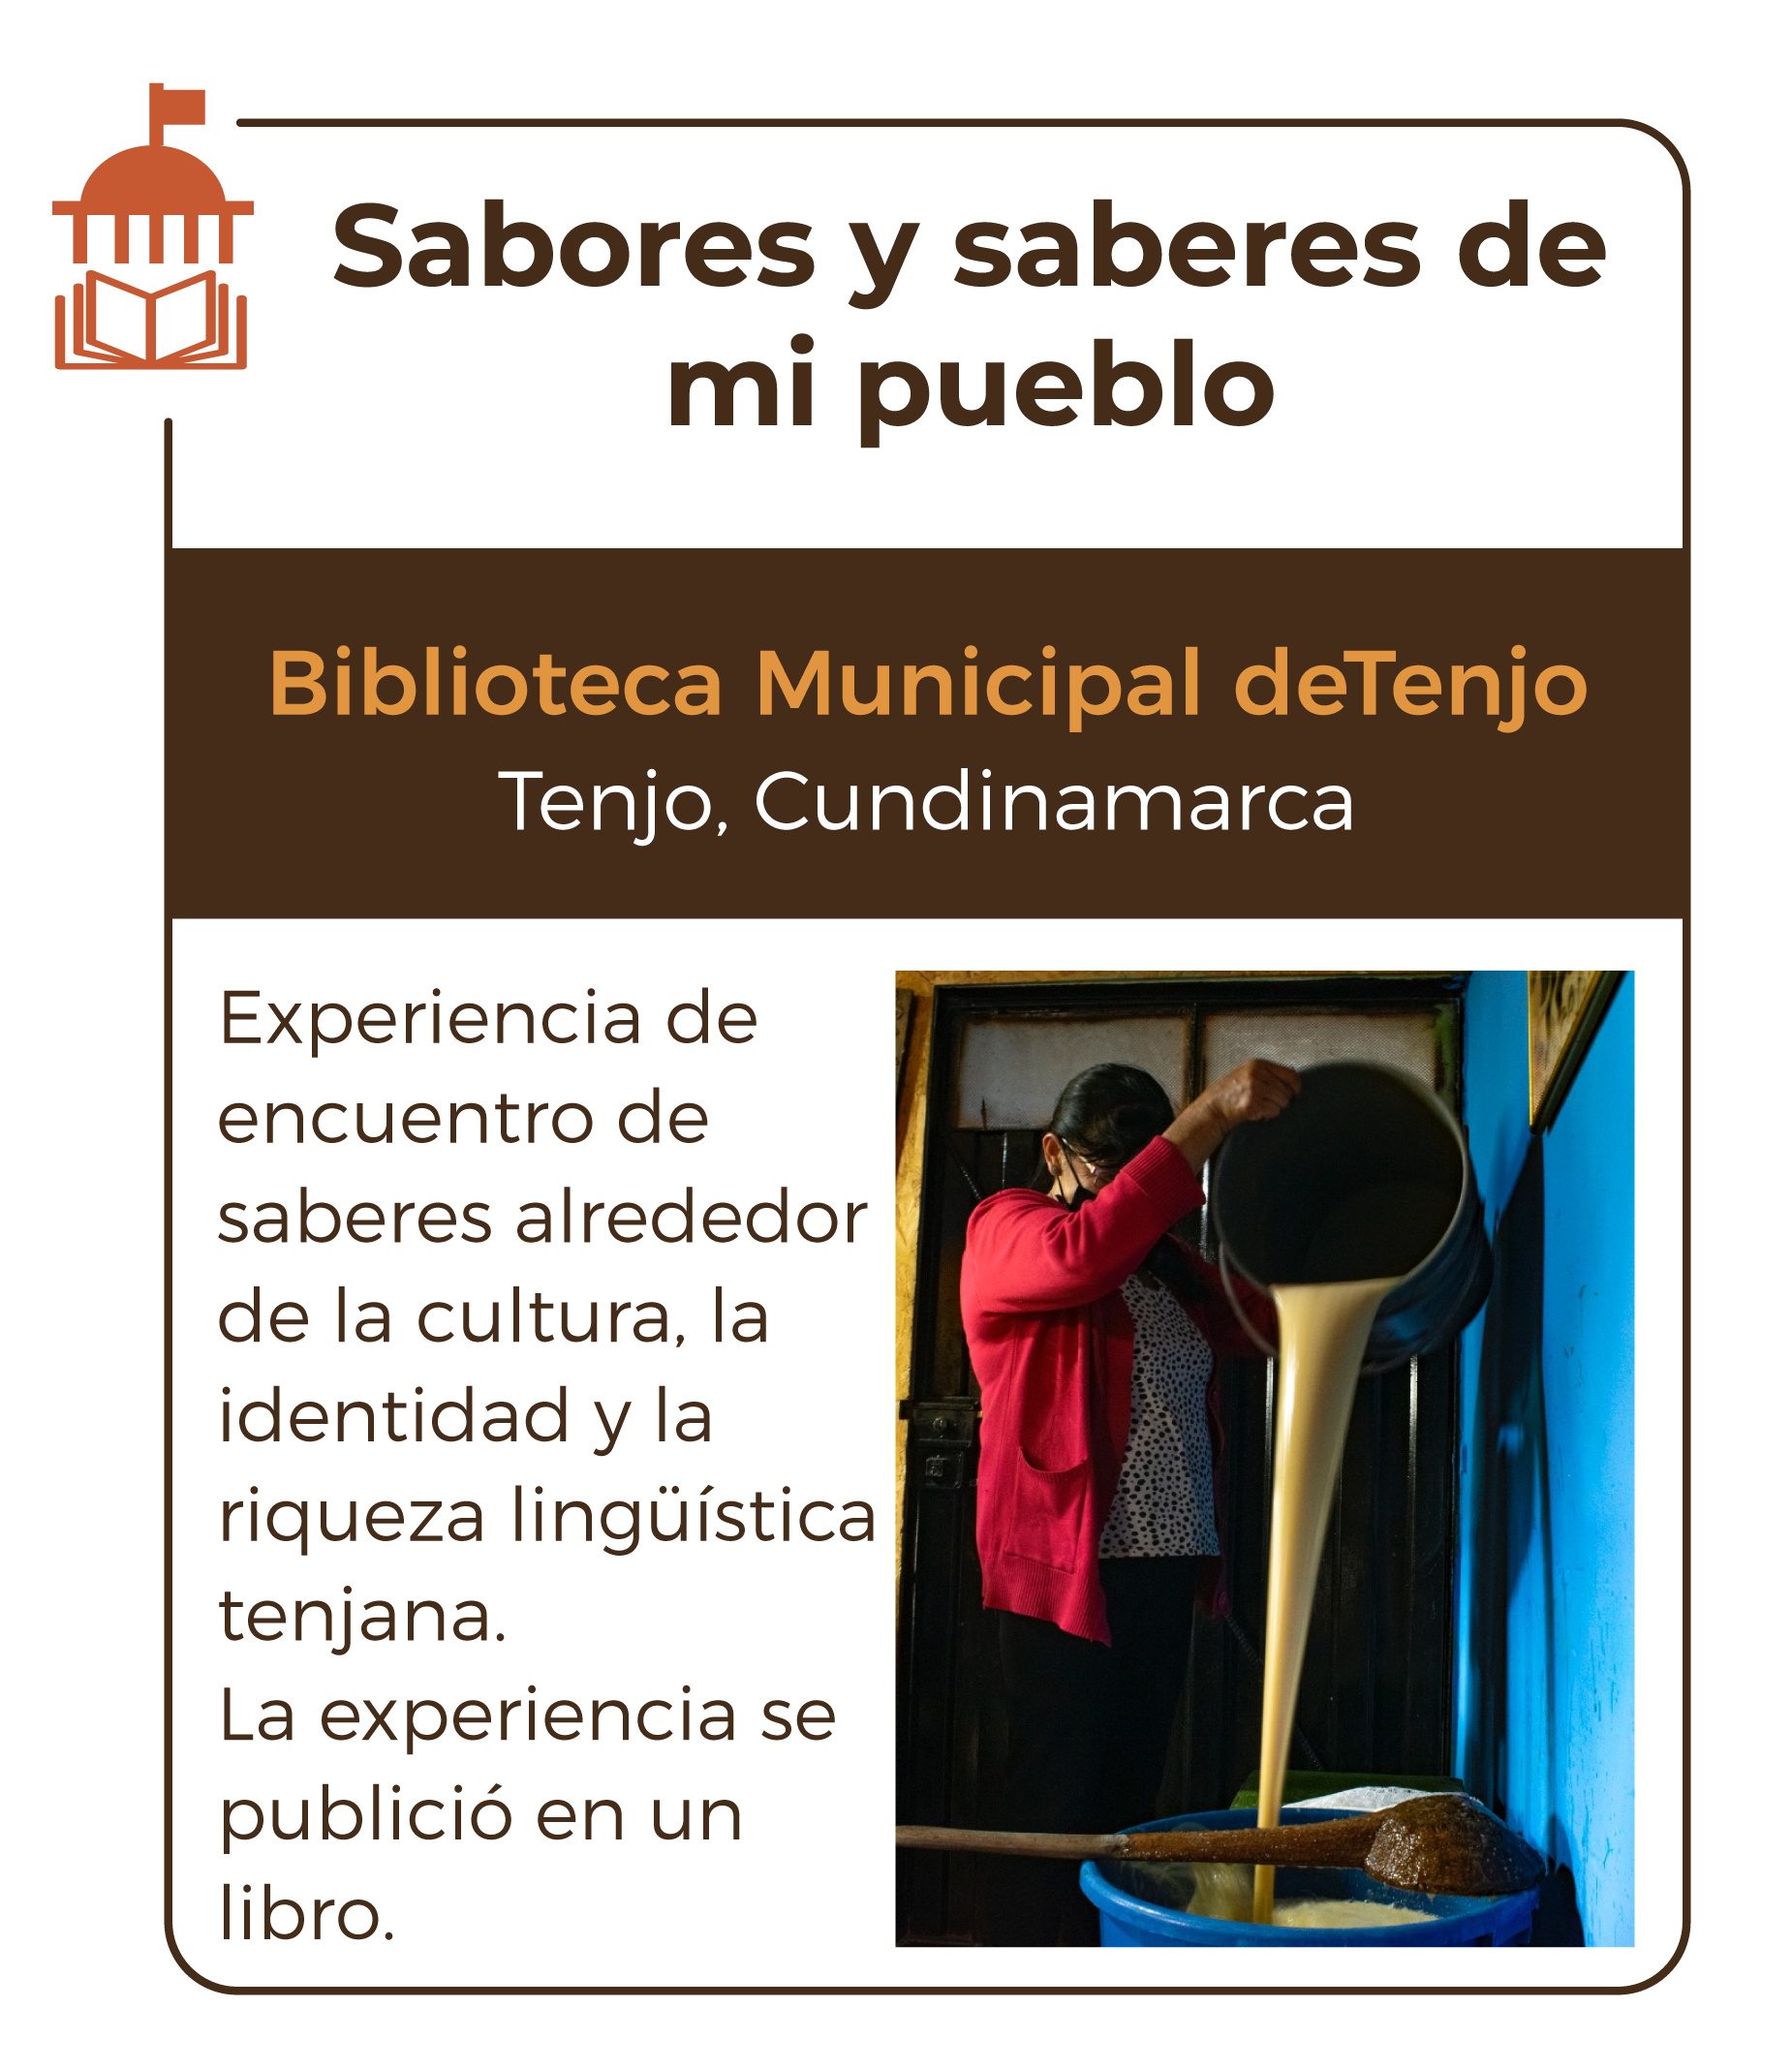 Sabores y saberes de
mi pueblo
Biblioteca Municipal deTenjo
Tenjo, Cundinamarca
Experiencia de
encuentro de
saberes alrededor
de la cultura, la
identidad y la
riqueza lingüística
tenjana.
La experiencia se
publició en un
libro.